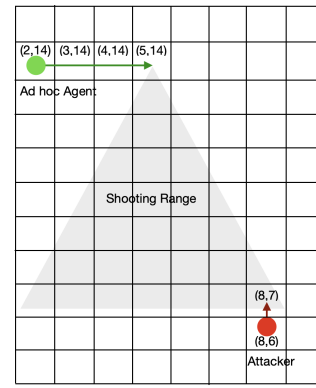 (2,14) (3,14) (4,14) (5,14)
Ad hoc Agent
Shooting Range
(8,7)
(8,6)
Attacker